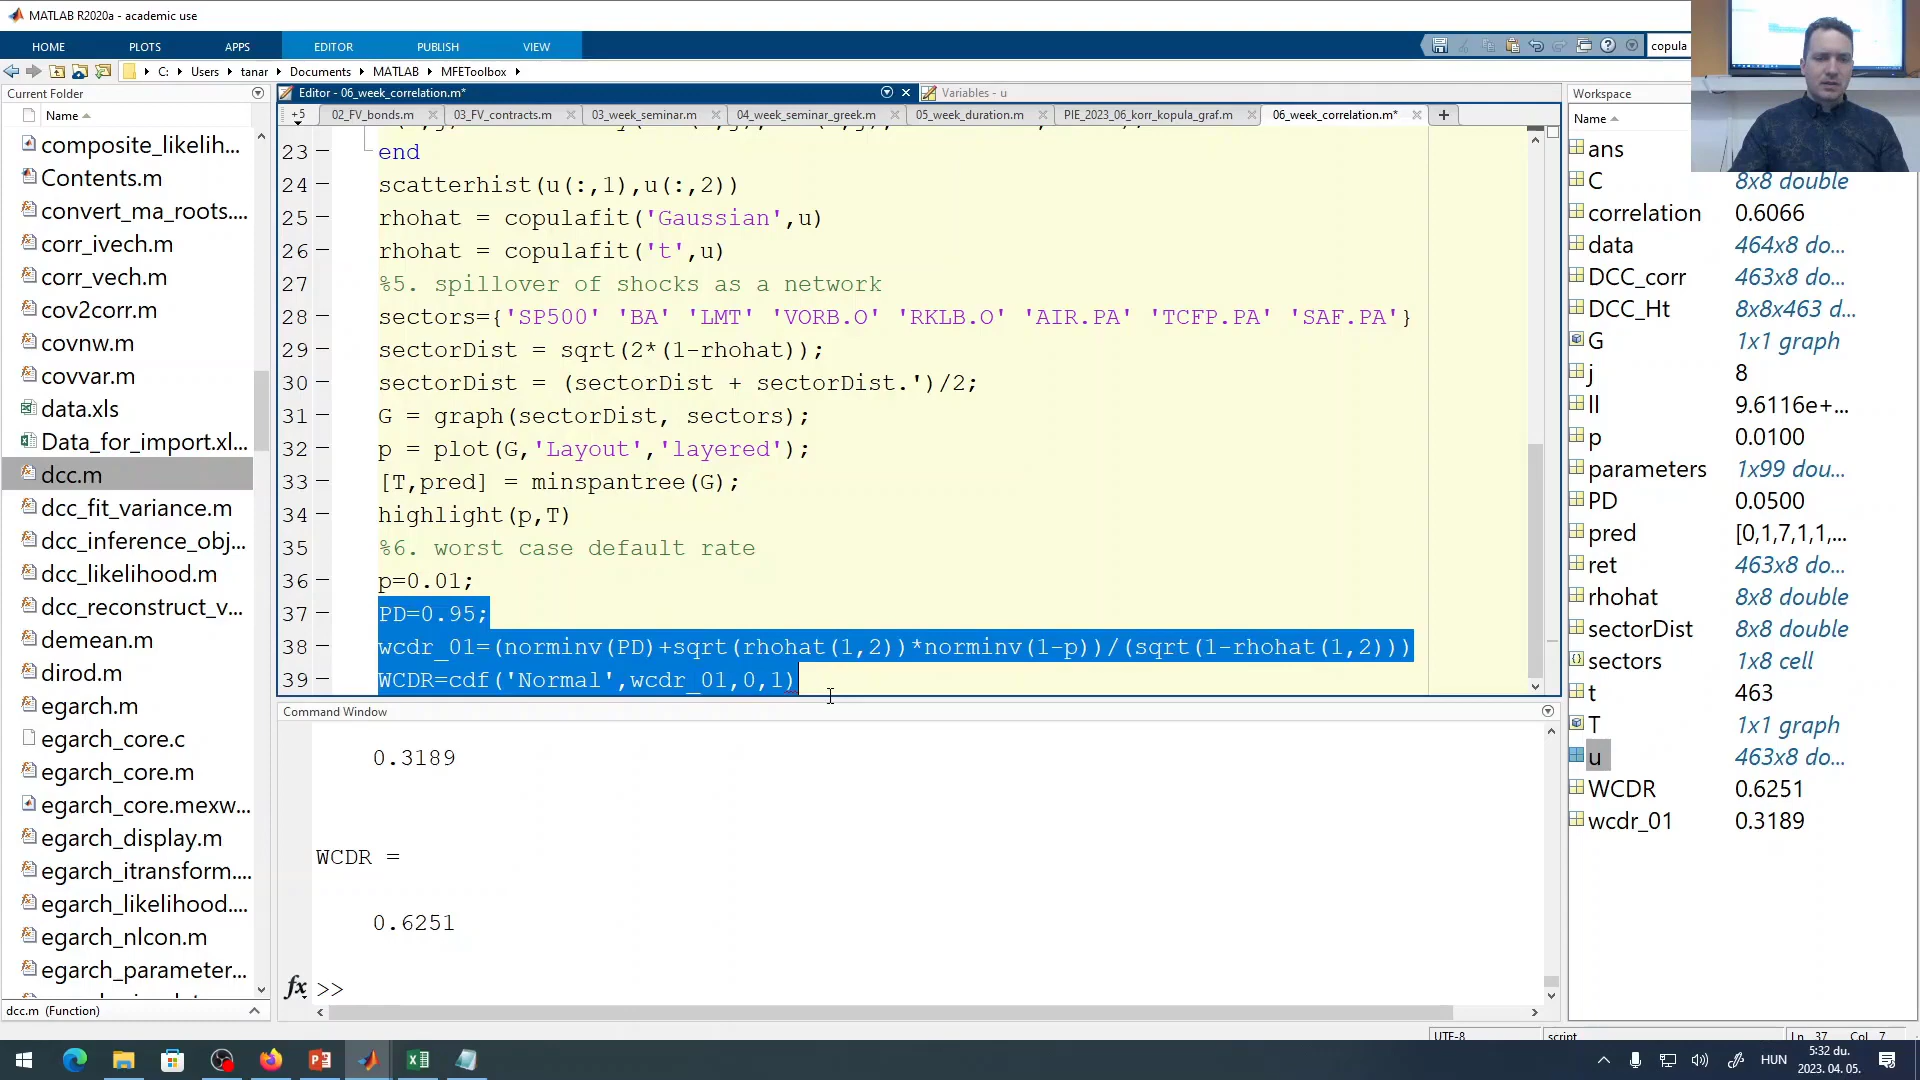 MATLAB R2020a - academic use
HOME PLOTS APPS EDITOR PUBLISH VIEW copula
C: Users tanar Documents MATLAB MFEToolbox
Current Folder
Name
composite_likelih...
Contents.m
convert_ma_roots....
corr_ivech.m
corr_vech.m
cov2corr.m
covnw.m
covvar.m
data.xls
Data_for_import.xl...
dcc.m
dcc_fit_variance.m
dcc_inference_obj...
dcc_likelihood.m
dcc_reconstruct_v...
demean.m
dirod.m
egarch.m
egarch_core.c
egarch_core.m
egarch_core.mexw...
egarch_display.m
egarch_itransform....
egarch_likelihood....
egarch_nlcon.m
egarch_parameter...
dcc.m (Function)
Editor - 06_week_correlation.m*
Variables - u
+5 02_FV_bonds.m 03_FV_contracts.m 03_week_seminar.m 04_week_seminar_greek.m 05_week_duration.m PIE_2023_06_korr_kopula_graf.m 06_week_correlation.m* +
23 end
24 scatterhist(u(:,1),u(:,2))
25 rhohat = copulafit('Gaussian',u)
26 rhohat = copulafit('t',u)
27 %5. spillover of shocks as a network
28 sectors={'SP500' 'BA' 'LMT' 'VORB.O' 'RKLB.O' 'AIR.PA' 'TCFP.PA' 'SAF.PA'}
29 sectorDist = sqrt(2*(1-rhohat));
30 sectorDist = (sectorDist + sectorDist.')/2;
31 G = graph(sectorDist, sectors);
32 p = plot(G,'Layout','layered');
33 [T,pred] = minspantree(G);
34 highlight(p,T)
35 %6. worst case default rate
36 p=0.01;
37 PD=0.95;
38 wcdr_01=(norminv(PD)+sqrt(rhohat(1,2))*norminv(1-p))/(sqrt(1-rhohat(1,2)))
39 WCDR=cdf('Normal',wcdr_01,0,1)
Command Window
0.3189
WCDR =
0.6251
fx >>
Workspace
Name
ans
C 8x8 double
correlation 0.6066
data 464x8 do...
DCC_corr 463x8 do...
DCC_Ht 8x8x463 d...
G 1x1 graph
j 8
ll 9.6116e+...
p 0.0100
parameters 1x99 dou...
PD 0.0500
pred [0,1,7,1,1,...
ret 463x8 do...
rhohat 8x8 double
sectorDist 8x8 double
sectors 1x8 cell
t 463
T 1x1 graph
u 463x8 do...
WCDR 0.6251
wcdr_01 0.3189
UTF-8 script Ln 37 Col 7
HUN
5:32 du.
2023. 04. 05.